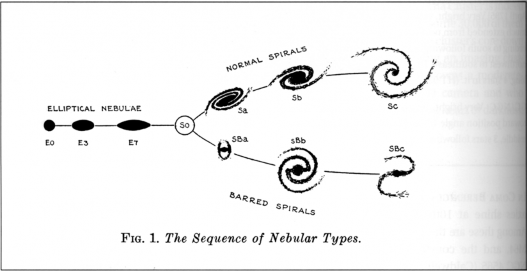 NORMAL SPIRALS
Sa
Sb
Sc
ELLIPTICAL NEBULAE
E0 E3 E7
S0
SBa
SBb
SBc
BARRED SPIRALS
FIG. 1. The Sequence of Nebular Types.